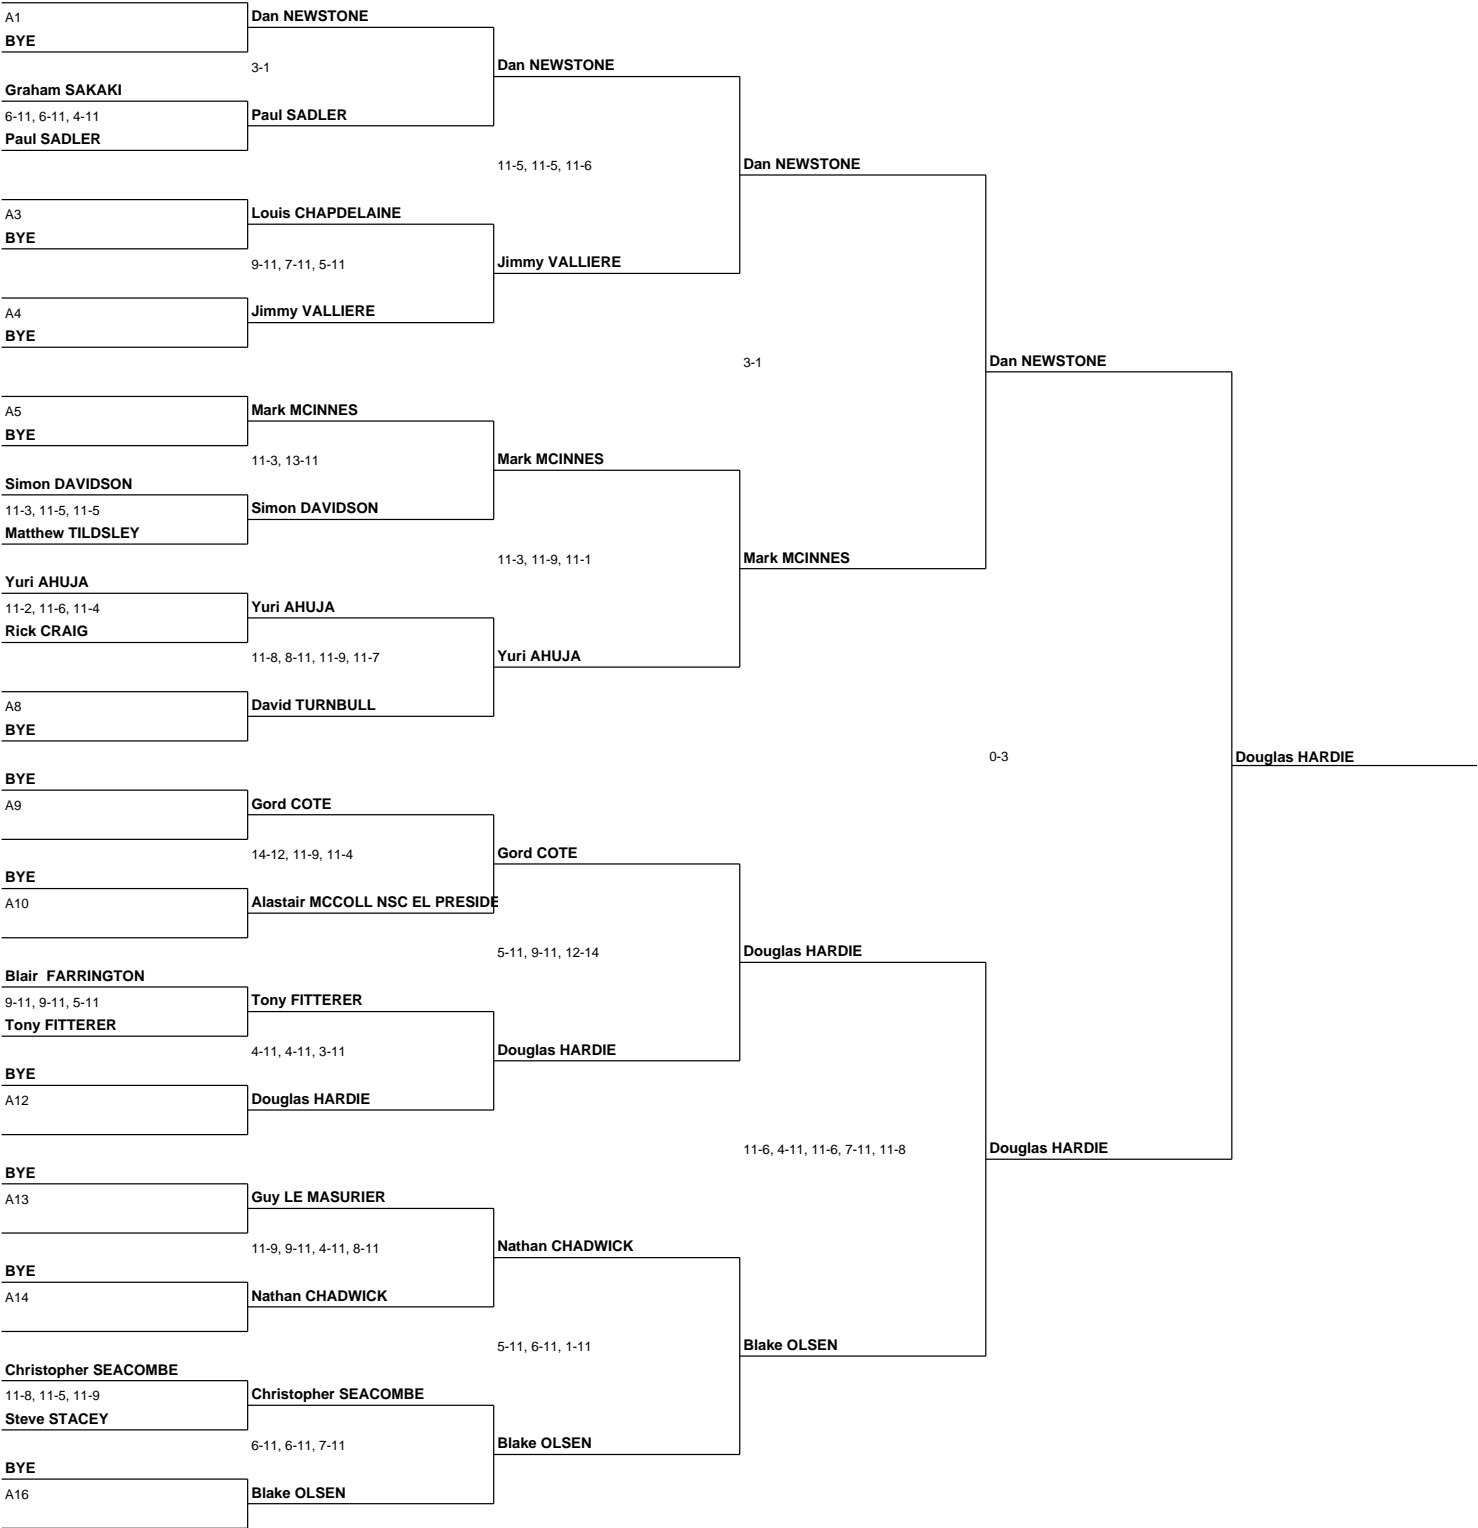 A1
BYE
Dan NEWSTONE
3-1
Graham SAKAKI
6-11, 6-11, 4-11
Paul SADLER
Paul SADLER
Dan NEWSTONE
11-5, 11-5, 11-6
A3
BYE
Louis CHAPDELAINE
9-11, 7-11, 5-11
A4
BYE
Jimmy VALLIERE
Jimmy VALLIERE
Dan NEWSTONE
3-1
A5
BYE
Mark MCINNES
11-3, 13-11
Simon DAVIDSON
11-3, 11-5, 11-5
Matthew TILDSLEY
Simon DAVIDSON
Mark MCINNES
11-3, 11-9, 11-1
Yuri AHUJA
11-2, 11-6, 11-4
Rick CRAIG
Yuri AHUJA
11-8, 8-11, 11-9, 11-7
A8
BYE
David TURNBULL
Yuri AHUJA
Mark MCINNES
Dan NEWSTONE
0-3
Douglas HARDIE
BYE
A9
Gord COTE
14-12, 11-9, 11-4
BYE
A10
Alastair MCCOLL NSC EL PRESIDE
Gord COTE
5-11, 9-11, 12-14
Blair  FARRINGTON
9-11, 9-11, 5-11
Tony FITTERER
Tony FITTERER
4-11, 4-11, 3-11
BYE
A12
Douglas HARDIE
Douglas HARDIE
Douglas HARDIE
11-6, 4-11, 11-6, 7-11, 11-8
Douglas HARDIE
BYE
A13
Guy LE MASURIER
11-9, 9-11, 4-11, 8-11
BYE
A14
Nathan CHADWICK
Nathan CHADWICK
5-11, 6-11, 1-11
Blake OLSEN
Christopher SEACOMBE
11-8, 11-5, 11-9
Steve STACEY
Christopher SEACOMBE
6-11, 6-11, 7-11
Blake OLSEN
BYE
A16
Blake OLSEN